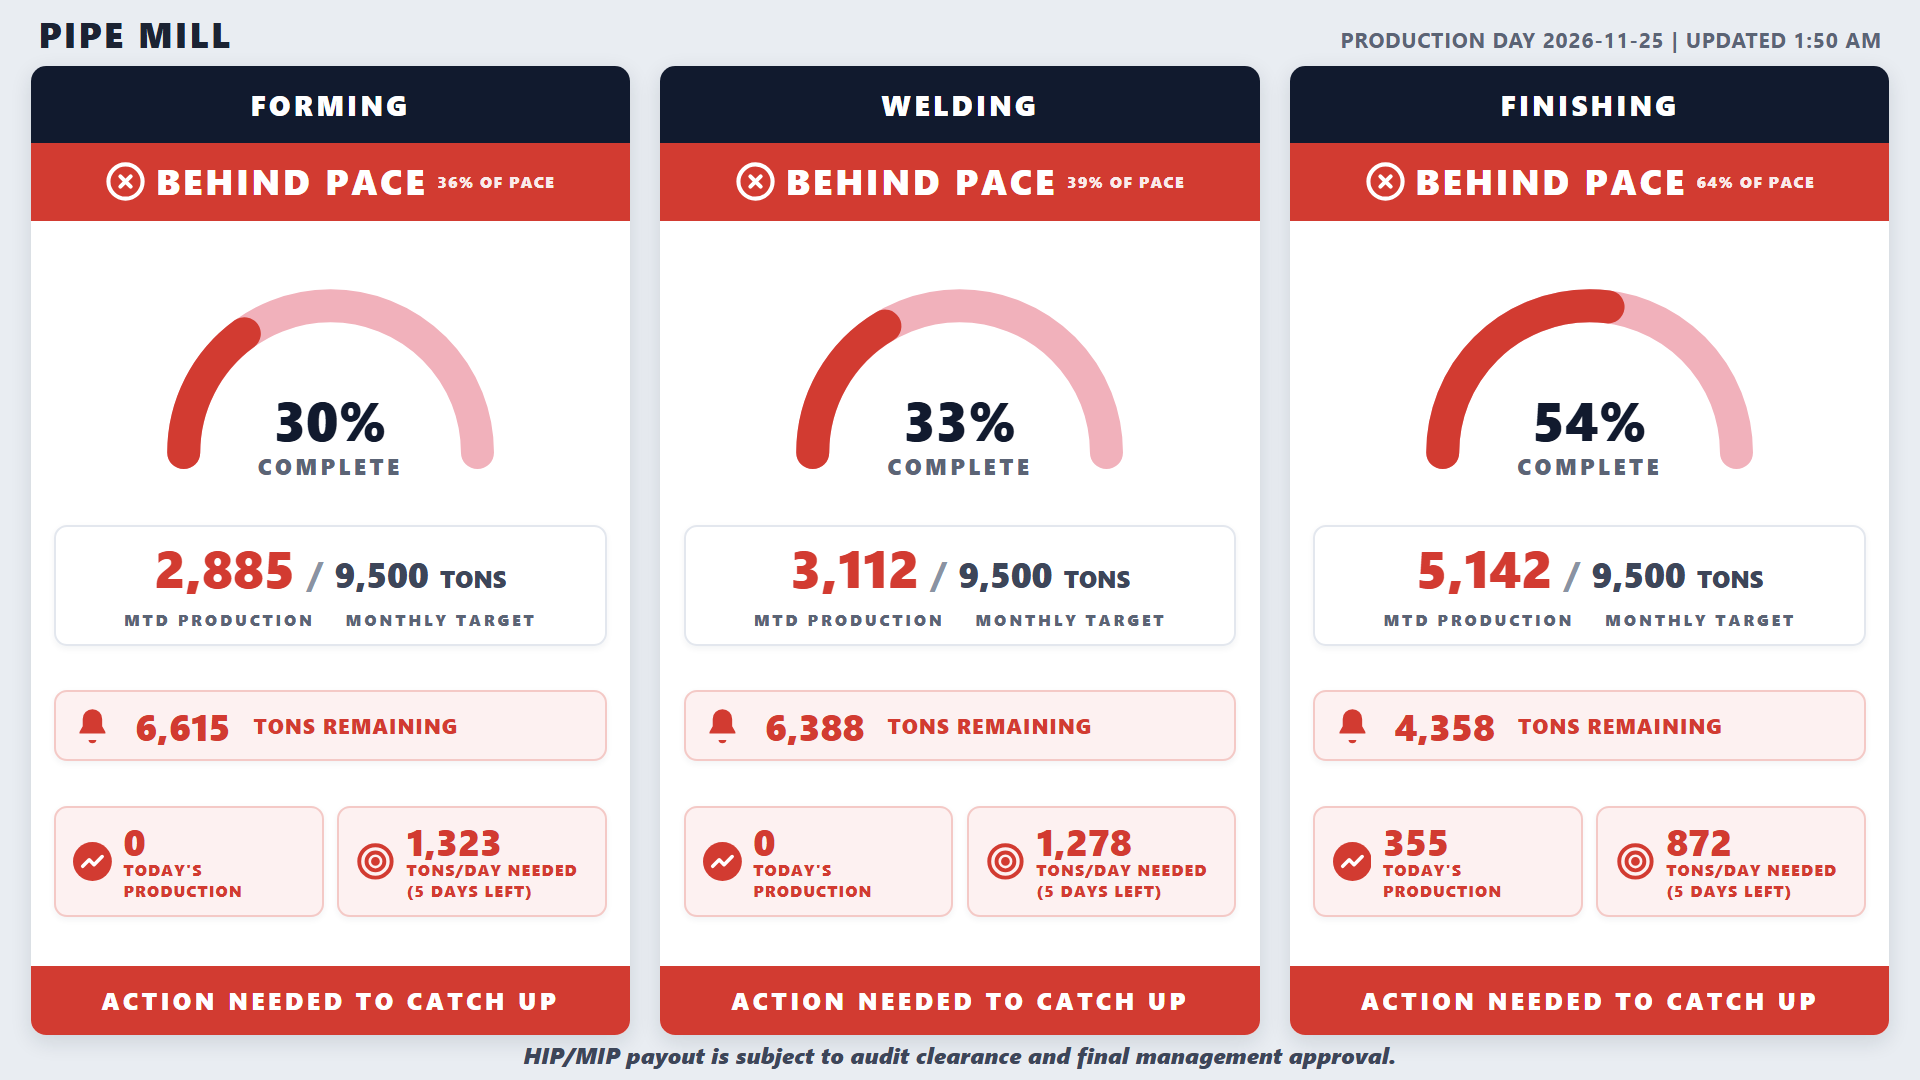 PIPE MILL
PRODUCTION DAY 2026-11-25 | UPDATED 1:50 AM
FORMING
BEHIND PACE 36% OF PACE
30%
COMPLETE
2,885 / 9,500 TONS
MTD PRODUCTION MONTHLY TARGET
6,615 TONS REMAINING
0
TODAY'S
PRODUCTION
1,323
TONS/DAY NEEDED
(5 DAYS LEFT)
ACTION NEEDED TO CATCH UP
WELDING
BEHIND PACE 39% OF PACE
33%
COMPLETE
3,112 / 9,500 TONS
MTD PRODUCTION MONTHLY TARGET
6,388 TONS REMAINING
0
TODAY'S
PRODUCTION
1,278
TONS/DAY NEEDED
(5 DAYS LEFT)
ACTION NEEDED TO CATCH UP
FINISHING
BEHIND PACE 64% OF PACE
54%
COMPLETE
5,142 / 9,500 TONS
MTD PRODUCTION MONTHLY TARGET
4,358 TONS REMAINING
355
TODAY'S
PRODUCTION
872
TONS/DAY NEEDED
(5 DAYS LEFT)
ACTION NEEDED TO CATCH UP
HIP/MIP payout is subject to audit clearance and final management approval.